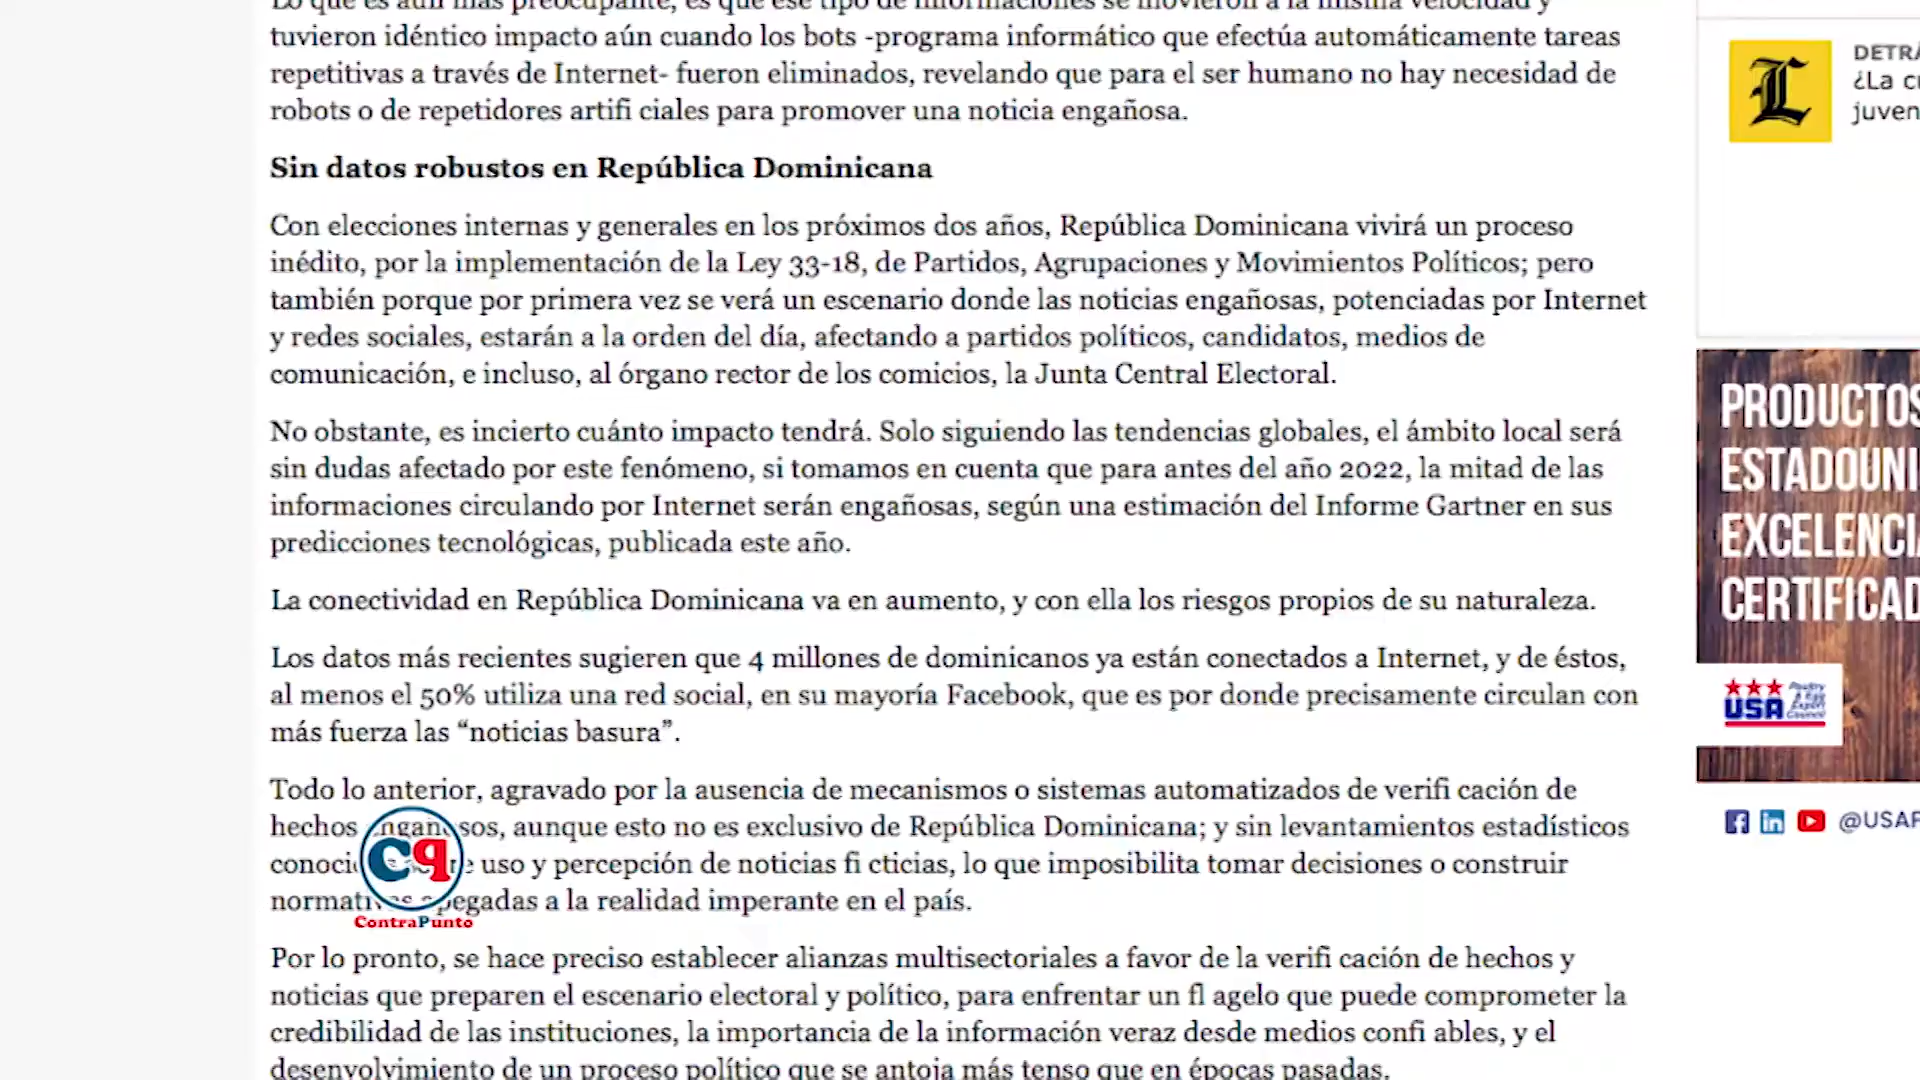 Lo que es aún más preocupante, es que ese tipo de informaciones se movieron a la misma velocidad y
tuvieron idéntico impacto aún cuando los bots -programa informático que efectúa automáticamente tareas
repetitivas a través de Internet- fueron eliminados, revelando que para el ser humano no hay necesidad de
robots o de repetidores artifi ciales para promover una noticia engañosa.
Sin datos robustos en República Dominicana
Con elecciones internas y generales en los próximos dos años, República Dominicana vivirá un proceso
inédito, por la implementación de la Ley 33-18, de Partidos, Agrupaciones y Movimientos Políticos; pero
también porque por primera vez se verá un escenario donde las noticias engañosas, potenciadas por Internet
y redes sociales, estarán a la orden del día, afectando a partidos políticos, candidatos, medios de
comunicación, e incluso, al órgano rector de los comicios, la Junta Central Electoral.
No obstante, es incierto cuánto impacto tendrá. Solo siguiendo las tendencias globales, el ámbito local será
sin dudas afectado por este fenómeno, si tomamos en cuenta que para antes del año 2022, la mitad de las
informaciones circulando por Internet serán engañosas, según una estimación del Informe Gartner en sus
predicciones tecnológicas, publicada este año.
La conectividad en República Dominicana va en aumento, y con ella los riesgos propios de su naturaleza.
Los datos más recientes sugieren que 4 millones de dominicanos ya están conectados a Internet, y de éstos,
al menos el 50% utiliza una red social, en su mayoría Facebook, que es por donde precisamente circulan con
más fuerza las “noticias basura”.
Todo lo anterior, agravado por la ausencia de mecanismos o sistemas automatizados de verifi cación de
hechos engañosos, aunque esto no es exclusivo de República Dominicana; y sin levantamientos estadísticos
uso y percepción de noticias fi cticias, lo que imposibilita tomar decisiones o construir
normativas apegadas a la realidad imperante en el país.
Por lo pronto, se hace preciso establecer alianzas multisectoriales a favor de la verifi cación de hechos y
noticias que preparen el escenario electoral y político, para enfrentar un fl agelo que puede comprometer la
credibilidad de las instituciones, la importancia de la información veraz desde medios confi ables, y el
desenvolvimiento de un proceso político que se antoja más tenso que en épocas pasadas.
cp
ContraPunto
L
DETRÁ
¿La cu
juven
PRODUCTOS
ESTADOUNI
EXCELENCIA
CERTIFICAD
USA Poultry
& Egg
Export
Council
@USAP